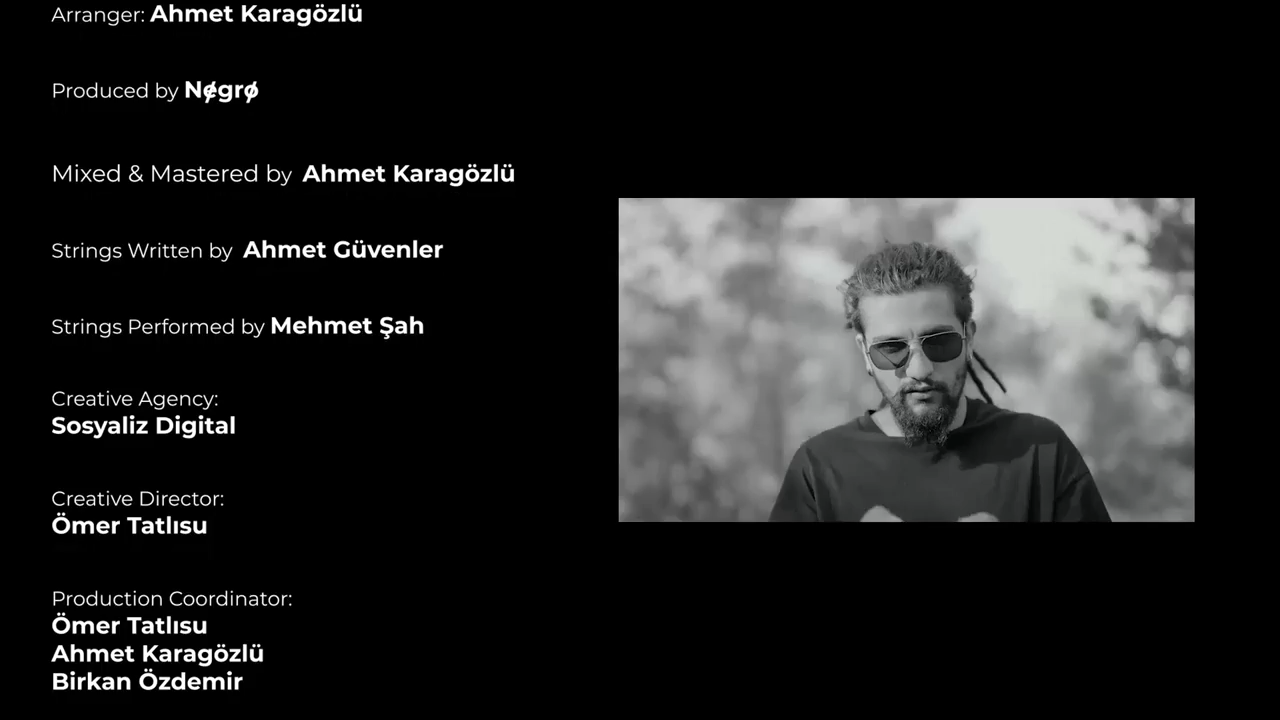 Arranger: Ahmet Karagözlü
Produced by Nɇgrø
Mixed & Mastered by Ahmet Karagözlü
Strings Written by Ahmet Güvenler
Strings Performed by Mehmet Şah
Creative Agency:
Sosyaliz Digital
Creative Director:
Ömer Tatlısu
Production Coordinator:
Ömer Tatlısu
Ahmet Karagözlü
Birkan Özdemir